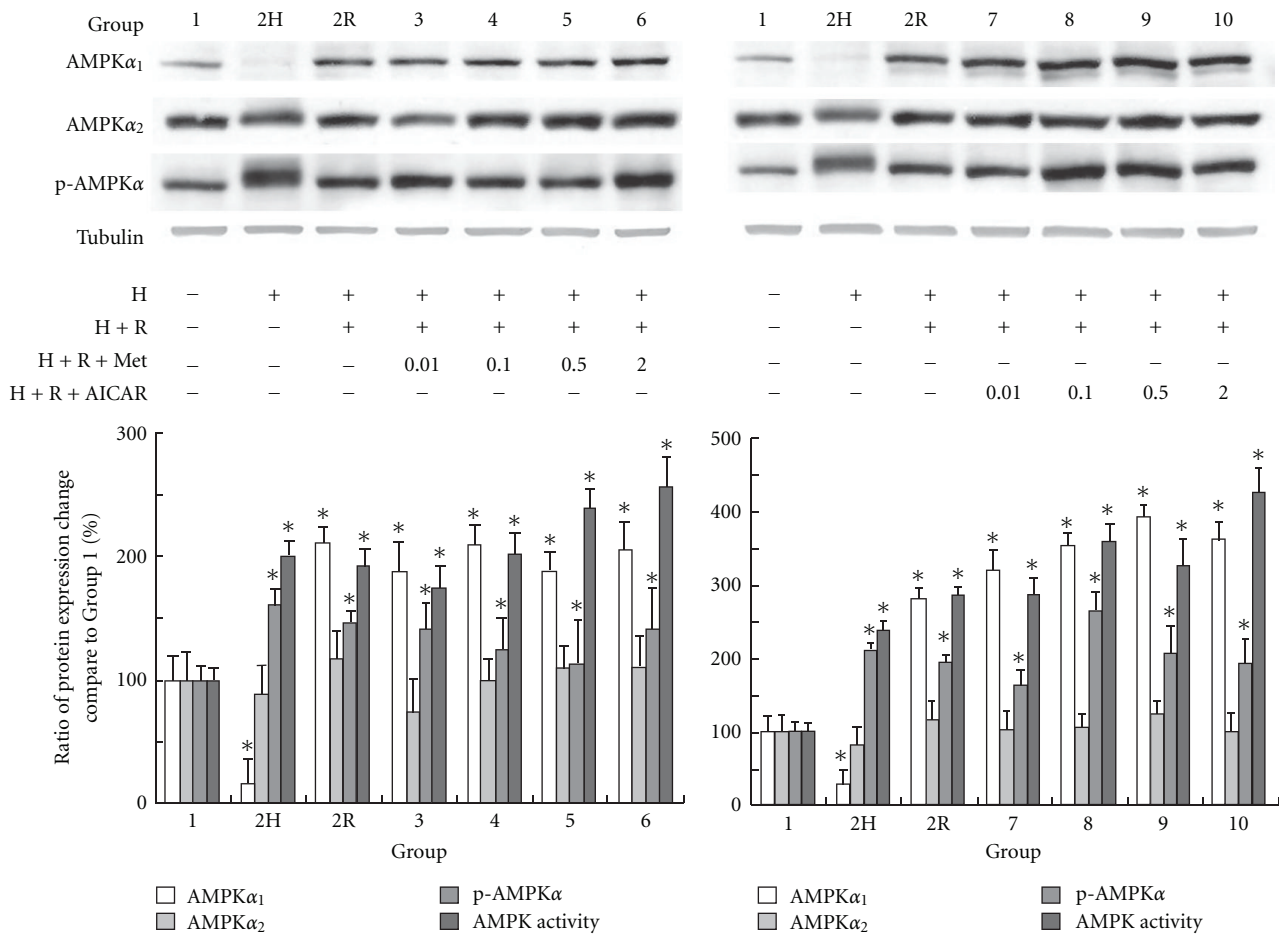 Group 1 2H 2R 3 4 5 6 1 2H 2R 7 8 9 10
AMPKα₁
AMPKα₂
p-AMPKα
Tubulin
H − + + + + + + − + + + + + +
H + R − − + + + + + − − + + + + +
H + R + Met − − − 0.01 0.1 0.5 2 − − − − − − −
H + R + AICAR − − − − − − − − − − 0.01 0.1 0.5 2
Ratio of protein expression change
compare to Group 1 (%)
300
200
100
0
* * * * * * * * * * * * * * * *
1 2H 2R 3 4 5 6
Group
AMPKα₁
AMPKα₂
p-AMPKα
AMPK activity
500
400
300
200
100
0
* * * * * * * * * * * * * * * *
1 2H 2R 7 8 9 10
Group
AMPKα₁
AMPKα₂
p-AMPKα
AMPK activity